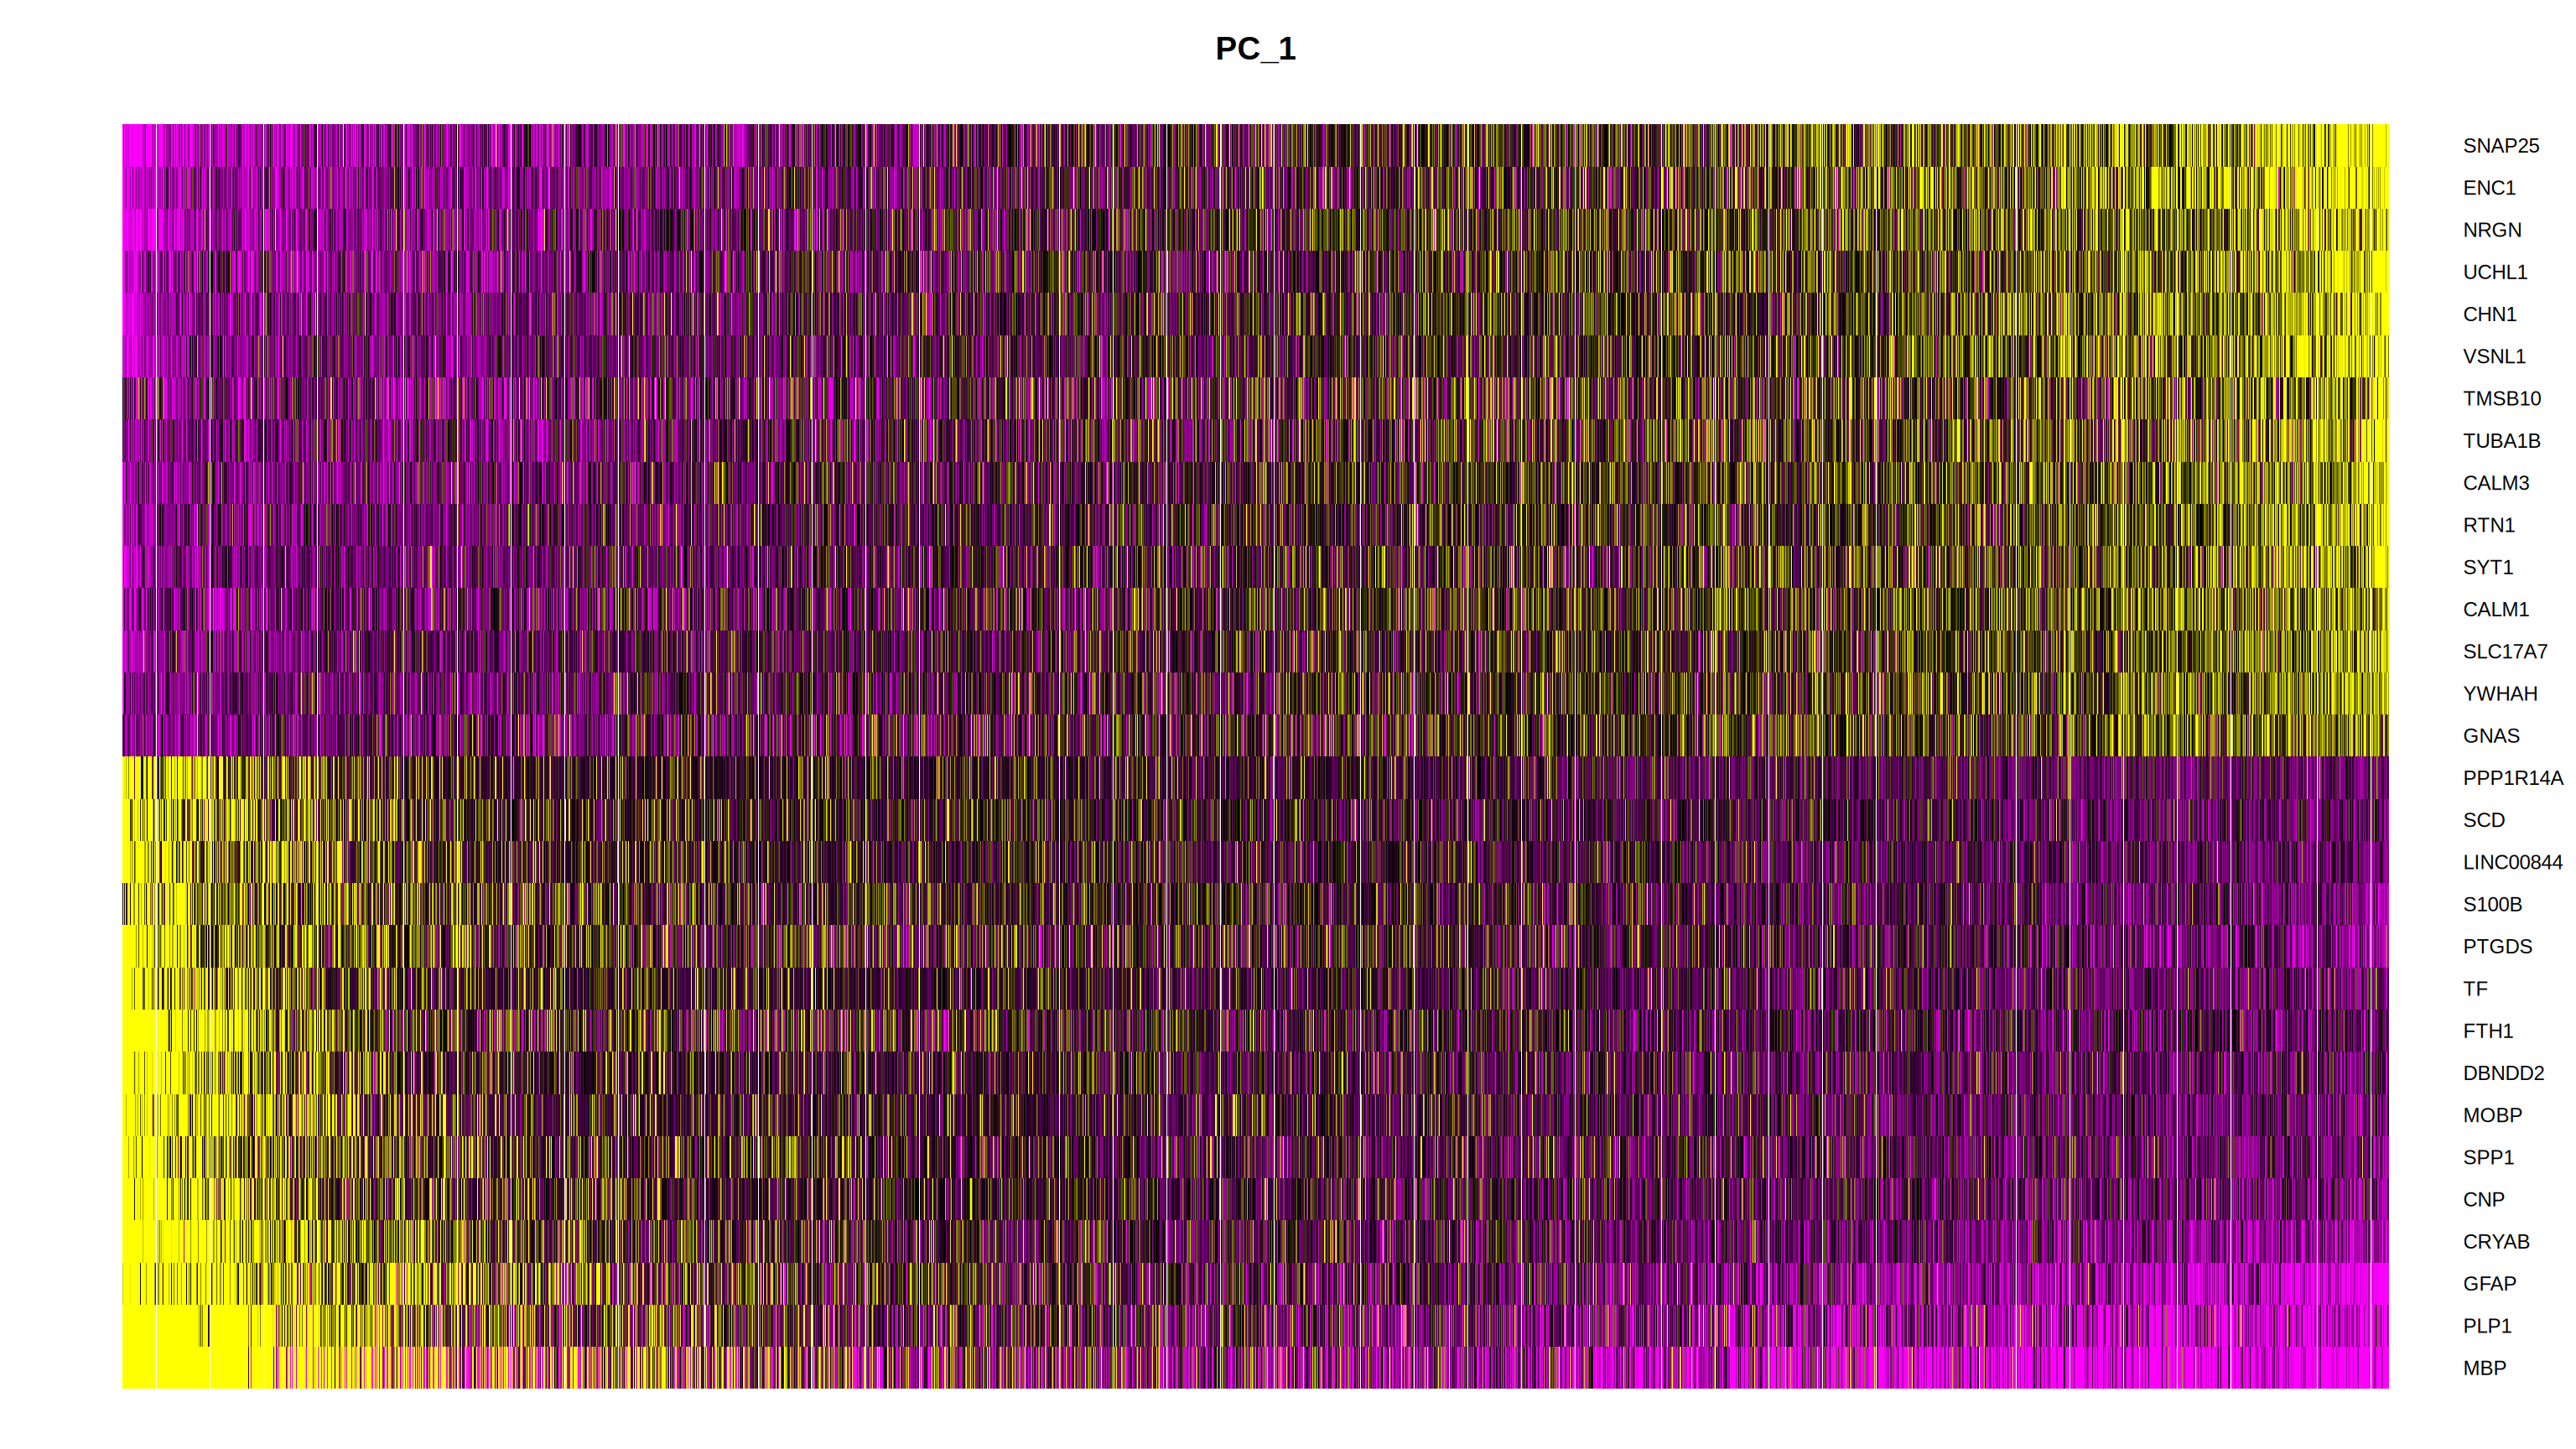 PC_1
SNAP25
ENC1
NRGN
UCHL1
CHN1
VSNL1
TMSB10
TUBA1B
CALM3
RTN1
SYT1
CALM1
SLC17A7
YWHAH
GNAS
PPP1R14A
SCD
LINC00844
S100B
PTGDS
TF
FTH1
DBNDD2
MOBP
SPP1
CNP
CRYAB
GFAP
PLP1
MBP